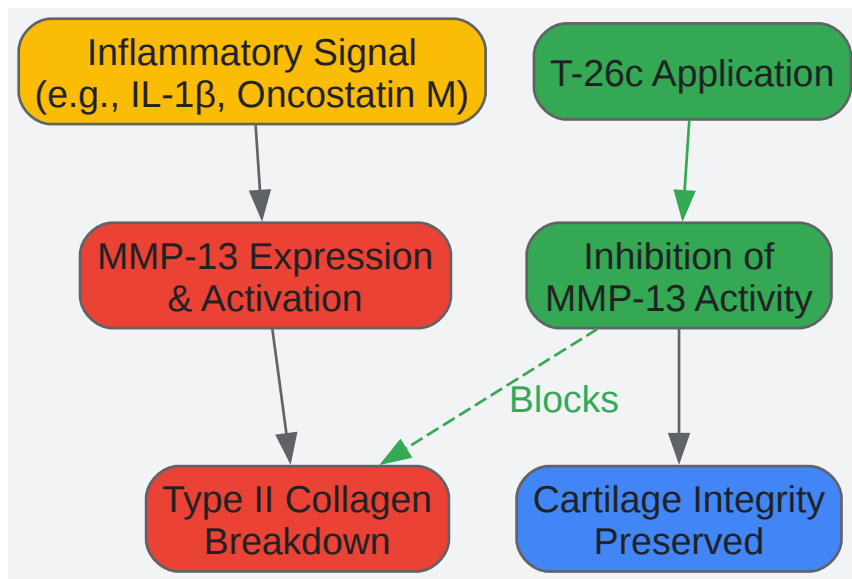 Inflammatory Signal
(e.g., IL-1β, Oncostatin M)
T-26c Application
MMP-13 Expression
& Activation
Inhibition of
MMP-13 Activity
Blocks
Type II Collagen
Breakdown
Cartilage Integrity
Preserved